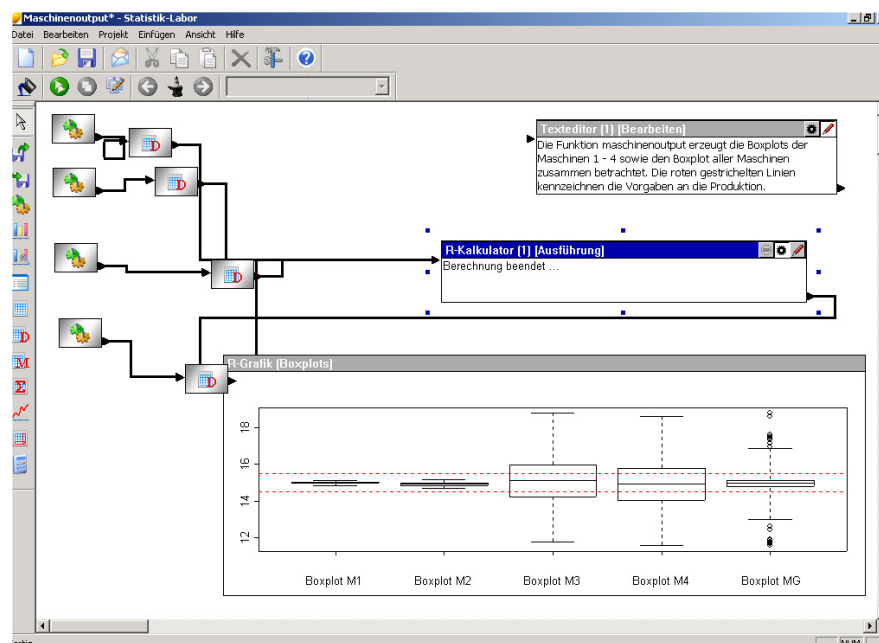 Maschinenoutput* - Statistik-Labor
Datei Bearbeiten Projekt Einfügen Ansicht Hilfe
Texteditor (1) [Bearbeiten]
Die Funktion maschinenoutput erzeugt die Boxplots der
Maschinen 1 - 4 sowie den Boxplot aller Maschinen
zusammen betrachtet. Die roten gestrichelten Linien
kennzeichnen die Vorgaben an die Produktion.
R-Kalkulator (1) [Ausführung]
Berechnung beendet ...
R-Grafik [Boxplots]
18
16
14
12
Boxplot M1 Boxplot M2 Boxplot M3 Boxplot M4 Boxplot MG
NUM